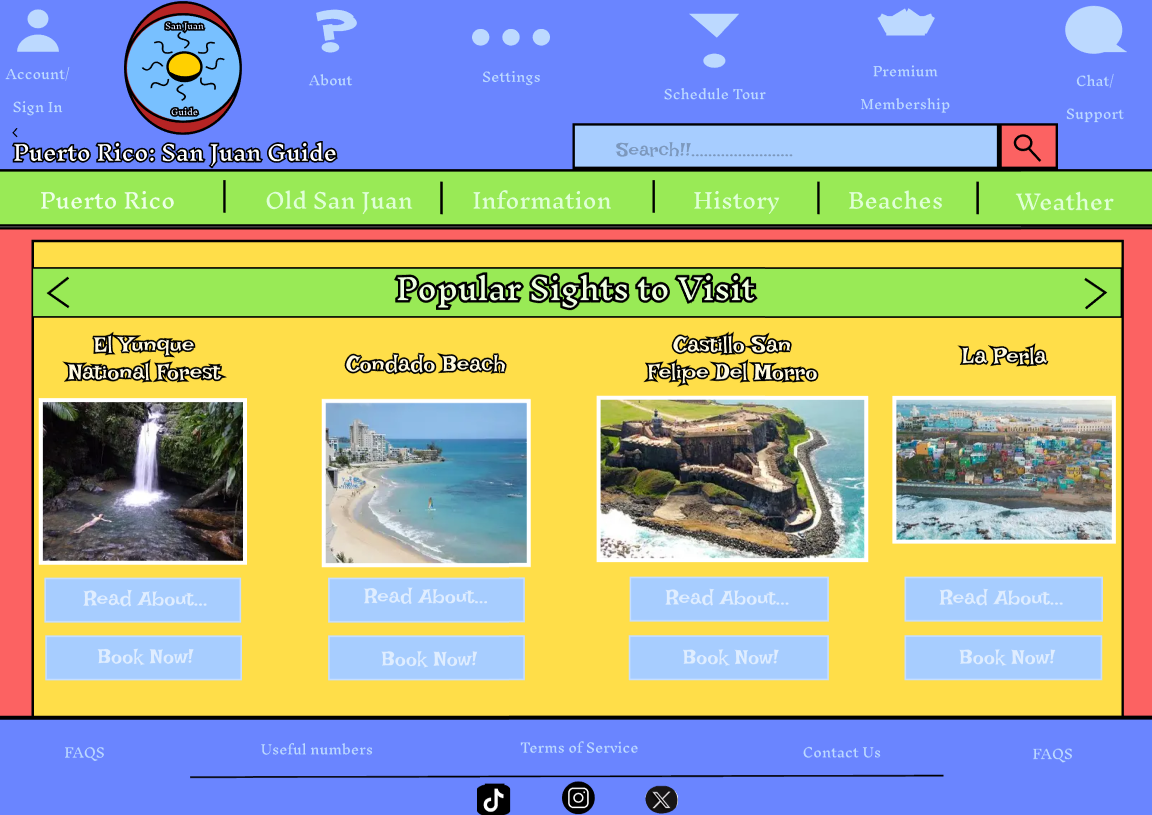 Account/
Sign In
San Juan
Guide
About
Settings
Schedule Tour
Premium
Membership
Chat/
Support
Puerto Rico: San Juan Guide
Search!!........................
Puerto Rico
Old San Juan
Information
History
Beaches
Weather
Popular Sights to Visit
El Yunque
National Forest
Condado Beach
Castillo San
Felipe Del Morro
La Perla
Read About...
Read About...
Read About...
Read About...
Book Now!
Book Now!
Book Now!
Book Now!
FAQS
Useful numbers
Terms of Service
Contact Us
FAQS